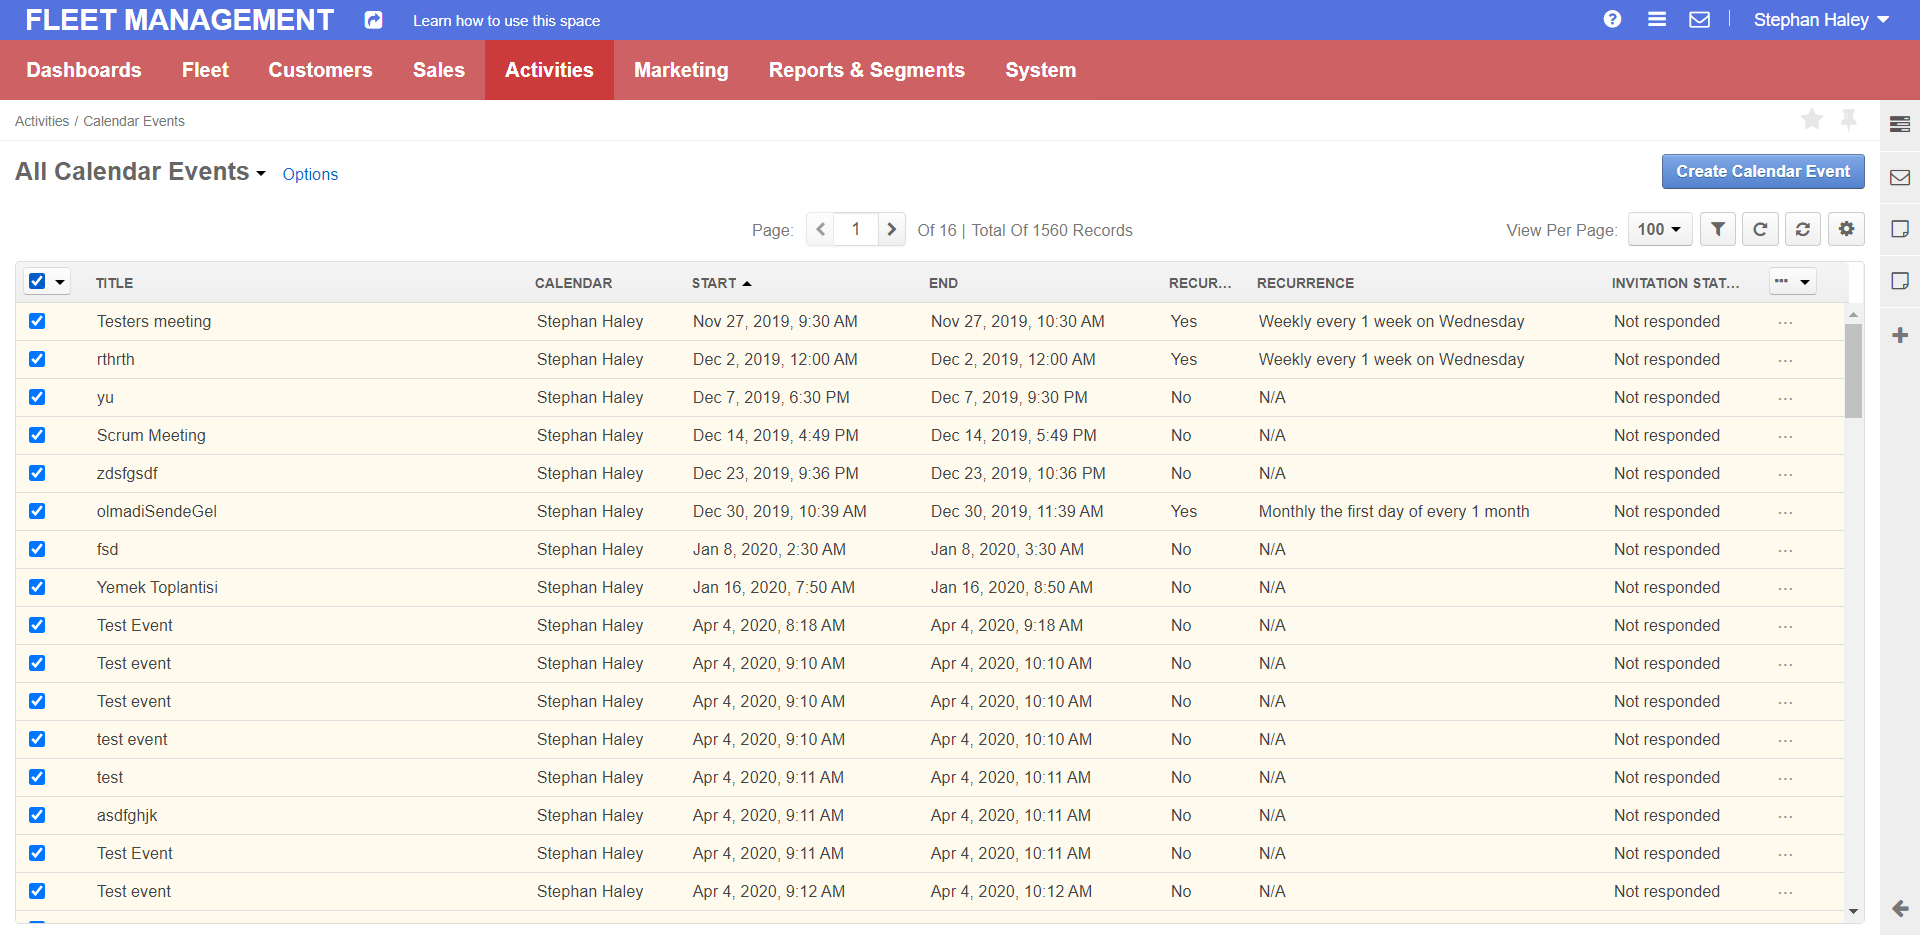 FLEET MANAGEMENT Learn how to use this space Stephan Haley
Dashboards Fleet Customers Sales Activities Marketing Reports & Segments System
Activities / Calendar Events
All Calendar Events Options Create Calendar Event
Page: 1 Of 16 | Total Of 1560 Records View Per Page: 100
TITLE CALENDAR START END RECUR... RECURRENCE INVITATION STAT...
Testers meeting Stephan Haley Nov 27, 2019, 9:30 AM Nov 27, 2019, 10:30 AM Yes Weekly every 1 week on Wednesday Not responded
rthrth Stephan Haley Dec 2, 2019, 12:00 AM Dec 2, 2019, 12:00 AM Yes Weekly every 1 week on Wednesday Not responded
yu Stephan Haley Dec 7, 2019, 6:30 PM Dec 7, 2019, 9:30 PM No N/A Not responded
Scrum Meeting Stephan Haley Dec 14, 2019, 4:49 PM Dec 14, 2019, 5:49 PM No N/A Not responded
zdsfgsdf Stephan Haley Dec 23, 2019, 9:36 PM Dec 23, 2019, 10:36 PM No N/A Not responded
olmadiSendeGel Stephan Haley Dec 30, 2019, 10:39 AM Dec 30, 2019, 11:39 AM Yes Monthly the first day of every 1 month Not responded
fsd Stephan Haley Jan 8, 2020, 2:30 AM Jan 8, 2020, 3:30 AM No N/A Not responded
Yemek Toplantisi Stephan Haley Jan 16, 2020, 7:50 AM Jan 16, 2020, 8:50 AM No N/A Not responded
Test Event Stephan Haley Apr 4, 2020, 8:18 AM Apr 4, 2020, 9:18 AM No N/A Not responded
Test event Stephan Haley Apr 4, 2020, 9:10 AM Apr 4, 2020, 10:10 AM No N/A Not responded
Test event Stephan Haley Apr 4, 2020, 9:10 AM Apr 4, 2020, 10:10 AM No N/A Not responded
test event Stephan Haley Apr 4, 2020, 9:10 AM Apr 4, 2020, 10:10 AM No N/A Not responded
test Stephan Haley Apr 4, 2020, 9:11 AM Apr 4, 2020, 10:11 AM No N/A Not responded
asdfghjk Stephan Haley Apr 4, 2020, 9:11 AM Apr 4, 2020, 10:11 AM No N/A Not responded
Test Event Stephan Haley Apr 4, 2020, 9:11 AM Apr 4, 2020, 10:11 AM No N/A Not responded
Test event Stephan Haley Apr 4, 2020, 9:12 AM Apr 4, 2020, 10:12 AM No N/A Not responded